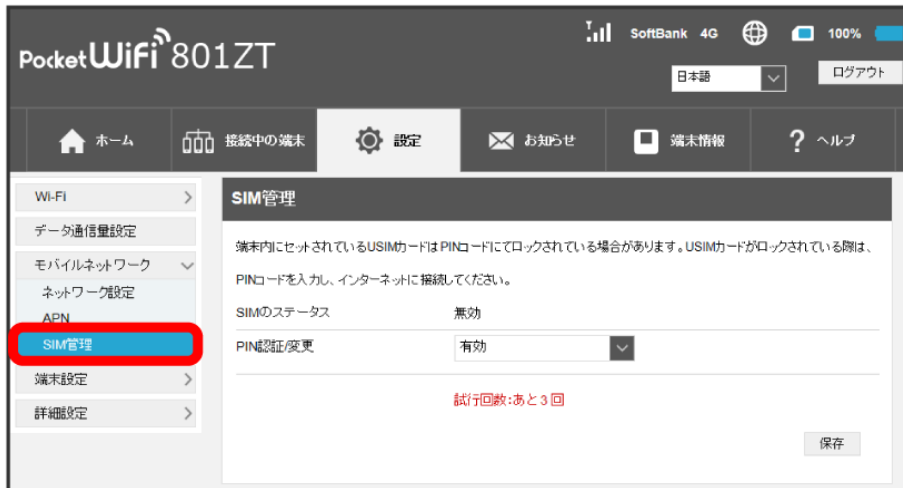 PocketWiFi 801ZT
SoftBank 4G 100%
日本語 ログアウト
ホーム 接続中の端末 設定 お知らせ 端末情報 ? ヘルプ
Wi-Fi
データ通信量設定
モバイルネットワーク
ネットワーク設定
APN
SIM管理
端末設定
詳細設定
SIM管理
端末内にセットされているUSIMカードはPINコードにてロックされている場合があります。USIMカードがロックされている際は、
PINコードを入力し、インターネットに接続してください。
SIMのステータス 無効
PIN認証/変更 有効
試行回数:あと3回
保存